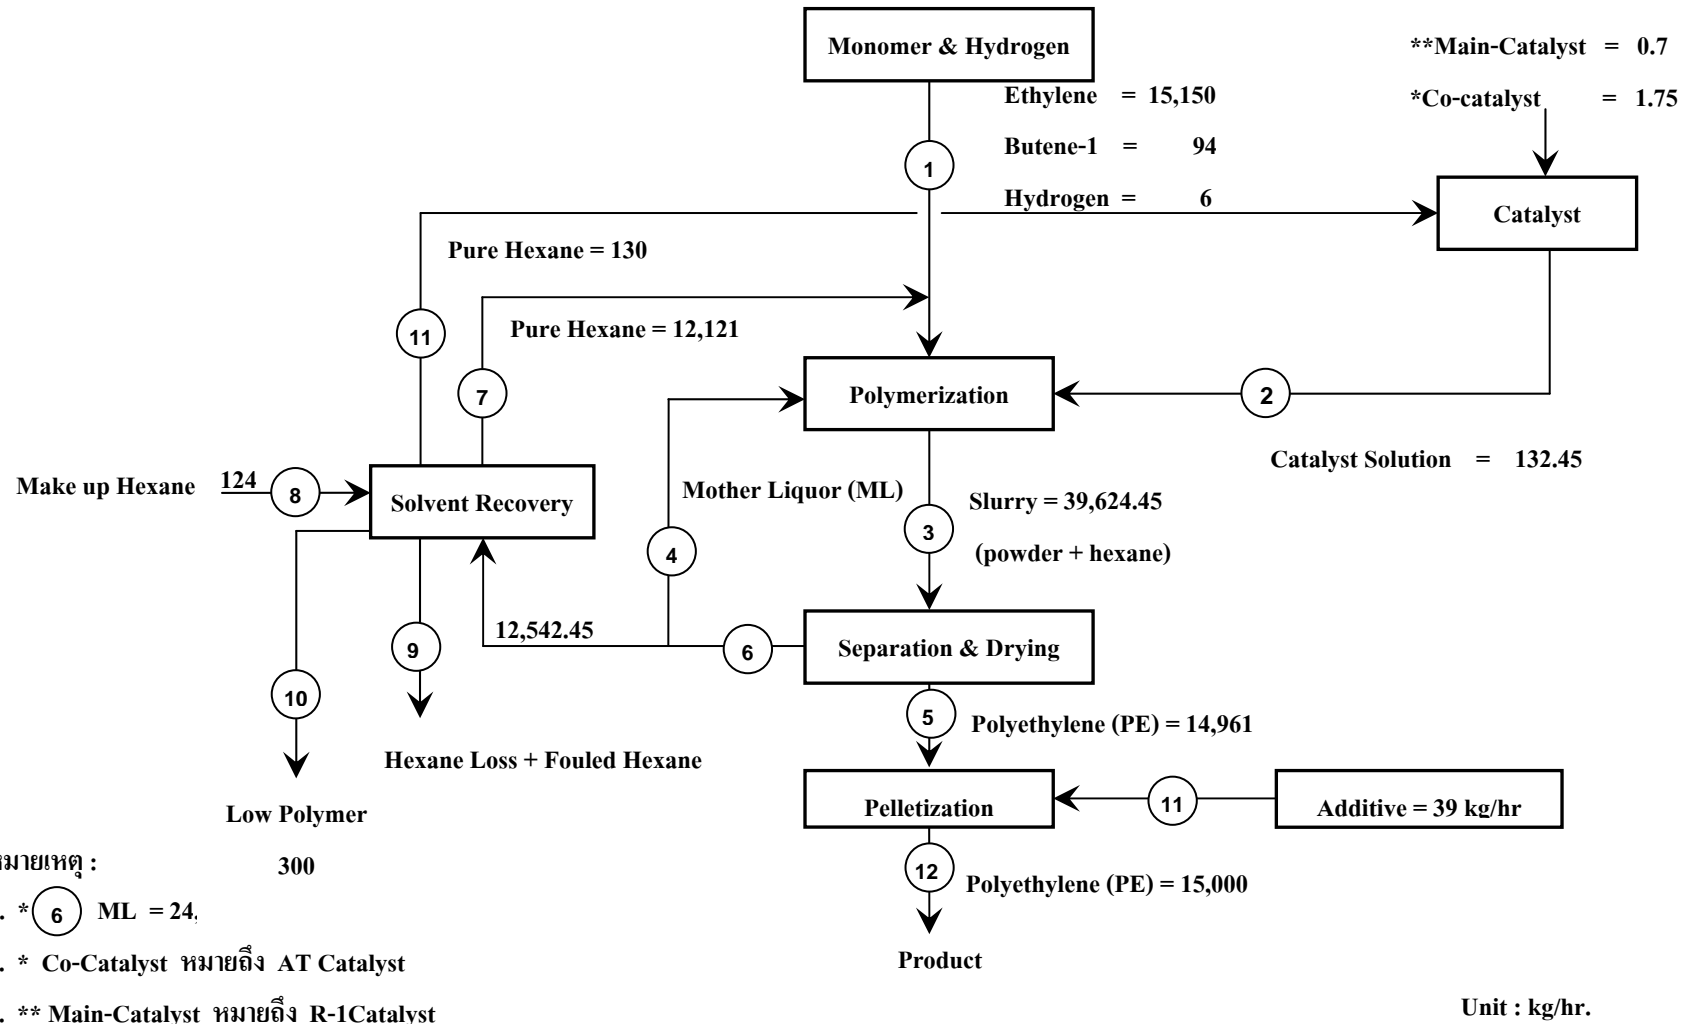 Monomer & Hydrogen
**Main-Catalyst = 0.7
*Co-catalyst = 1.75
Ethylene = 15,150
Butene-1 = 94
Hydrogen = 6
1
Catalyst
Pure Hexane = 130
11
Pure Hexane = 12,121
7
Polymerization
2
Catalyst Solution = 132.45
Make up Hexane 124
8
Solvent Recovery
Mother Liquor (ML)
Slurry = 39,624.45
(powder + hexane)
3
4
12,542.45
6
Separation & Drying
9
10
5
Polyethylene (PE) = 14,961
Hexane Loss + Fouled Hexane
Pelletization
11
Additive = 39 kg/hr
Low Polymer
300
12
Polyethylene (PE) = 15,000
Product
หมายเหตุ :
. * 6 ML = 24,
. * Co-Catalyst หมายถึง AT Catalyst
. ** Main-Catalyst หมายถึง R-1Catalyst
Unit : kg/hr.